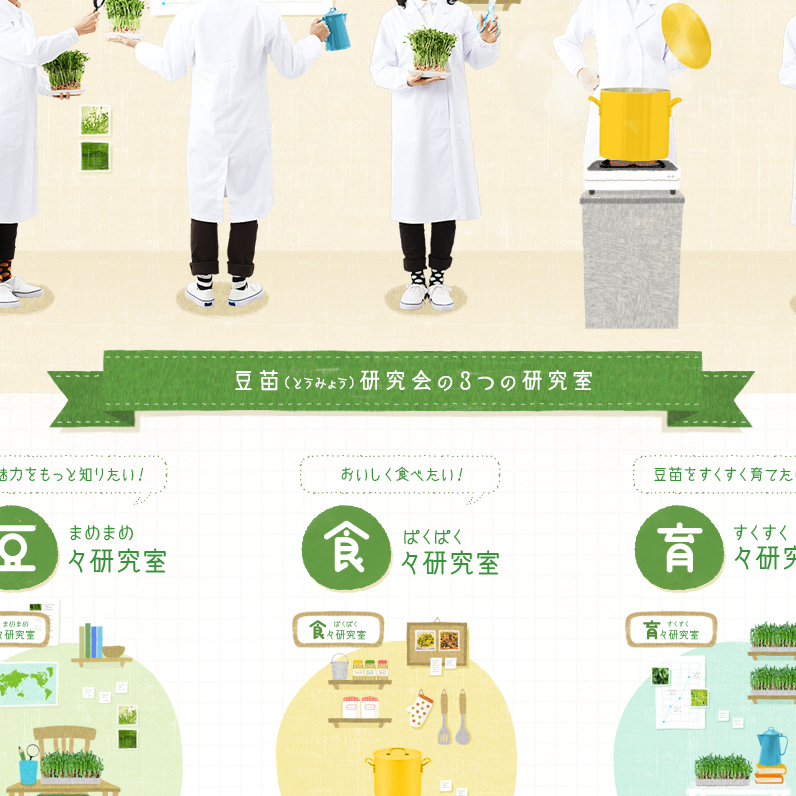 豆苗(とうみょう)研究会の3つの研究室
魅力をもっと知りたい!
おいしく食べたい!
豆苗をすくすく育てた
豆
まめまめ
々研究室
食
ぱくぱく
々研究室
育
すくすく
々研究
まめまめ
々研究室
食
ぱくぱく
々研究室
育
すくすく
々研究室